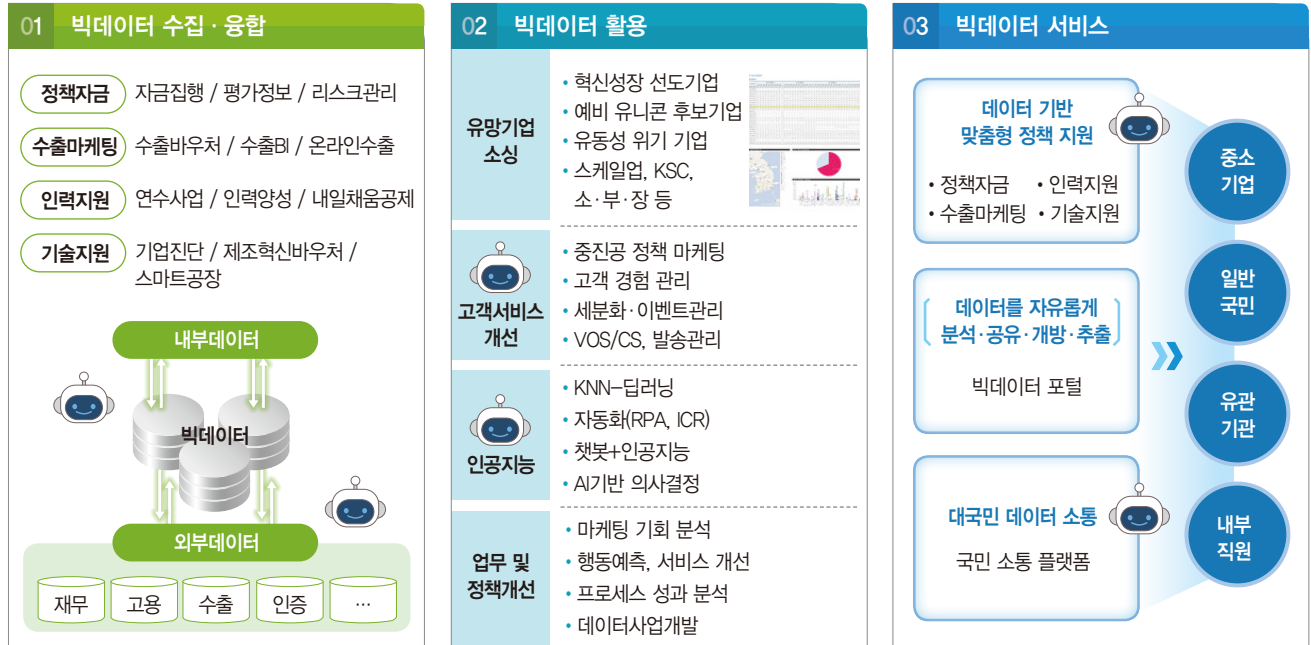 01 빅데이터 수집 · 융합
정책자금 자금집행 / 평가정보 / 리스크관리
수출마케팅 수출바우처 / 수출BI / 온라인수출
인력지원 연수사업 / 인력양성 / 내일채움공제
기술지원 기업진단 / 제조혁신바우처 /
스마트공장
내부데이터
빅데이터
외부데이터
재무 고용 수출 인증 …
02 빅데이터 활용
유망기업
소싱
• 혁신성장 선도기업
• 예비 유니콘 후보기업
• 유동성 위기 기업
• 스케일업, KSC,
소·부·장 등
고객서비스
개선
• 중진공 정책 마케팅
• 고객 경험 관리
• 세분화·이벤트관리
• VOS/CS, 발송관리
인공지능
• KNN-딥러닝
• 자동화(RPA, ICR)
• 챗봇+인공지능
• AI기반 의사결정
업무 및
정책개선
• 마케팅 기회 분석
• 행동예측, 서비스 개선
• 프로세스 성과 분석
• 데이터사업개발
03 빅데이터 서비스
데이터 기반
맞춤형 정책 지원
• 정책자금 • 인력지원
• 수출마케팅 • 기술지원
데이터를 자유롭게
분석·공유·개방·추출
빅데이터 포털
대국민 데이터 소통
국민 소통 플랫폼
중소
기업
일반
국민
유관
기관
내부
직원